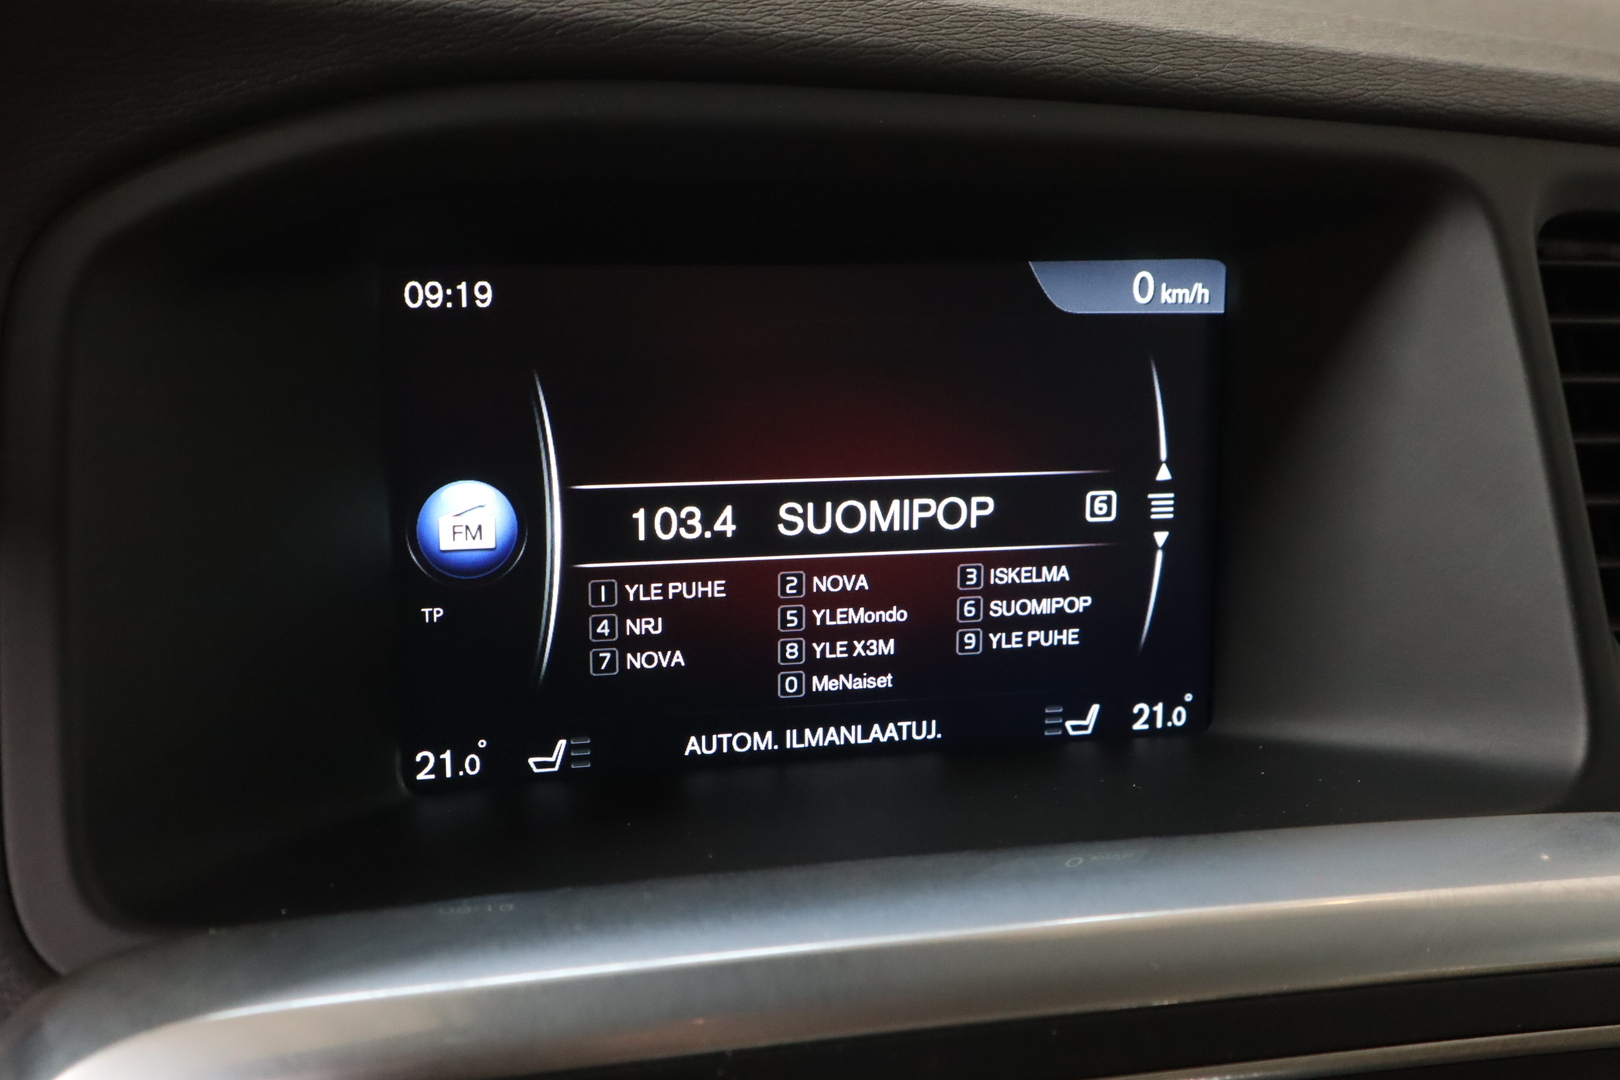 09:19
0 km/h
103.4 SUOMIPOP 6
FM
TP
1 YLE PUHE 2 NOVA 3 ISKELMA
4 NRJ 5 YLEMondo 6 SUOMIPOP
7 NOVA 8 YLE X3M 9 YLE PUHE
0 MeNaiset
21.0° AUTOM. ILMANLAATUJ. 21.0°